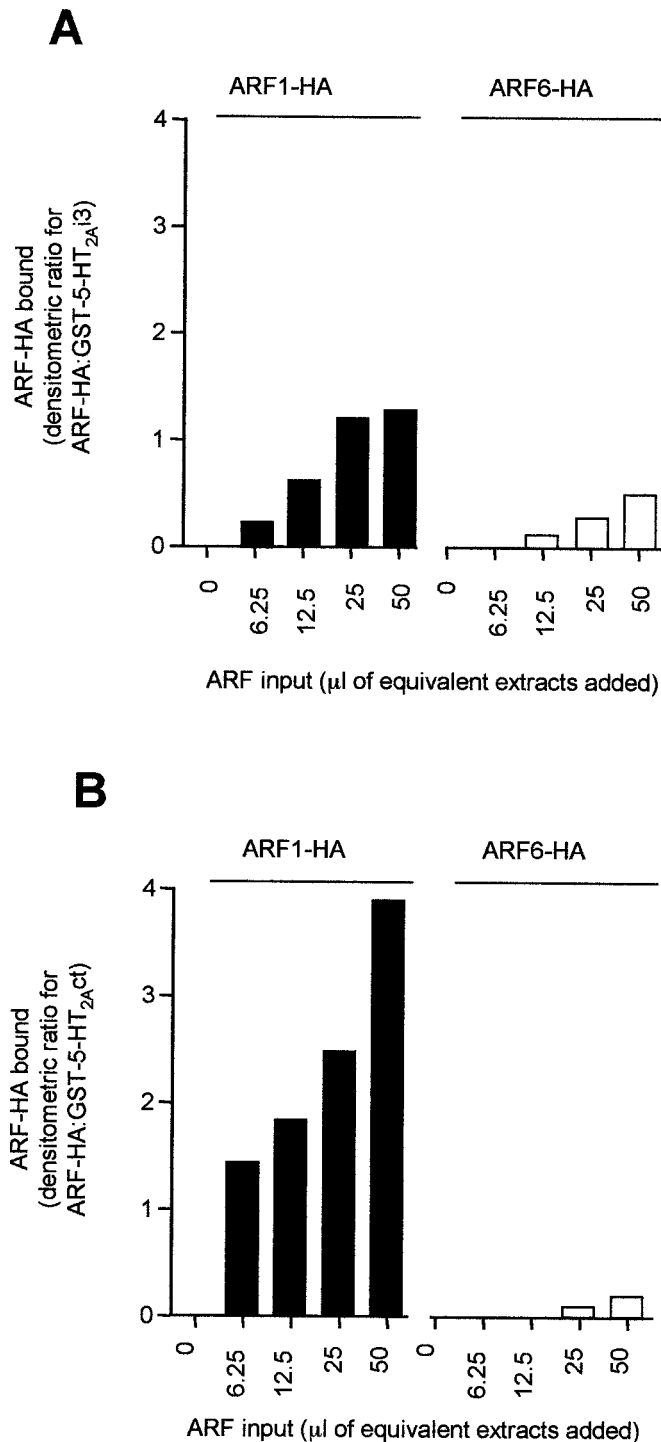 A
ARF1-HA
ARF6-HA
ARF-HA bound
(densitometric ratio for
ARF-HA:GST-5-HT2Ai3)
4
3
2
1
0
0
6.25
12.5
25
50
0
6.25
12.5
25
50
ARF input (µl of equivalent extracts added)
B
ARF1-HA
ARF6-HA
ARF-HA bound
(densitometric ratio for
ARF-HA:GST-5-HT2Act)
4
3
2
1
0
0
6.25
12.5
25
50
0
6.25
12.5
25
50
ARF input (µl of equivalent extracts added)